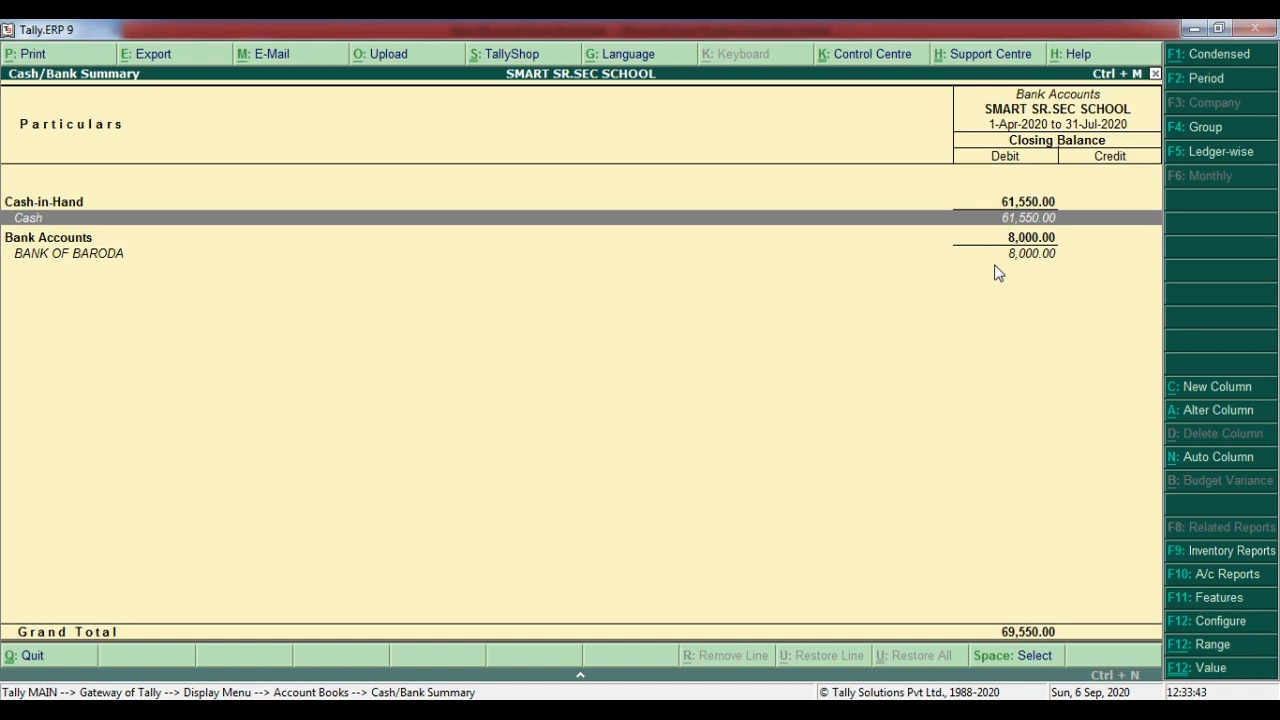 Tally.ERP 9
P: Print
E: Export
M: E-Mail
O: Upload
S: TallyShop
G: Language
K: Keyboard
K: Control Centre
H: Support Centre
H: Help
Cash/Bank Summary
SMART SR.SEC SCHOOL
Ctrl + M
Particulars
Bank Accounts
SMART SR.SEC SCHOOL
1-Apr-2020 to 31-Jul-2020
Closing Balance
Debit
Credit
Cash-in-Hand 61,550.00
Cash 61,550.00
Bank Accounts 8,000.00
BANK OF BARODA 8,000.00
Grand Total 69,550.00
F1: Condensed
F2: Period
F3: Company
F4: Group
F5: Ledger-wise
F6: Monthly
C: New Column
A: Alter Column
D: Delete Column
N: Auto Column
B: Budget Variance
F8: Related Reports
F9: Inventory Reports
F10: A/c Reports
F11: Features
F12: Configure
F12: Range
F12: Value
Q: Quit
R: Remove Line
U: Restore Line
U: Restore All
Space: Select
Ctrl + N
Tally MAIN --> Gateway of Tally --> Display Menu --> Account Books --> Cash/Bank Summary
© Tally Solutions Pvt Ltd., 1988-2020
Sun, 6 Sep, 2020
12:33:43